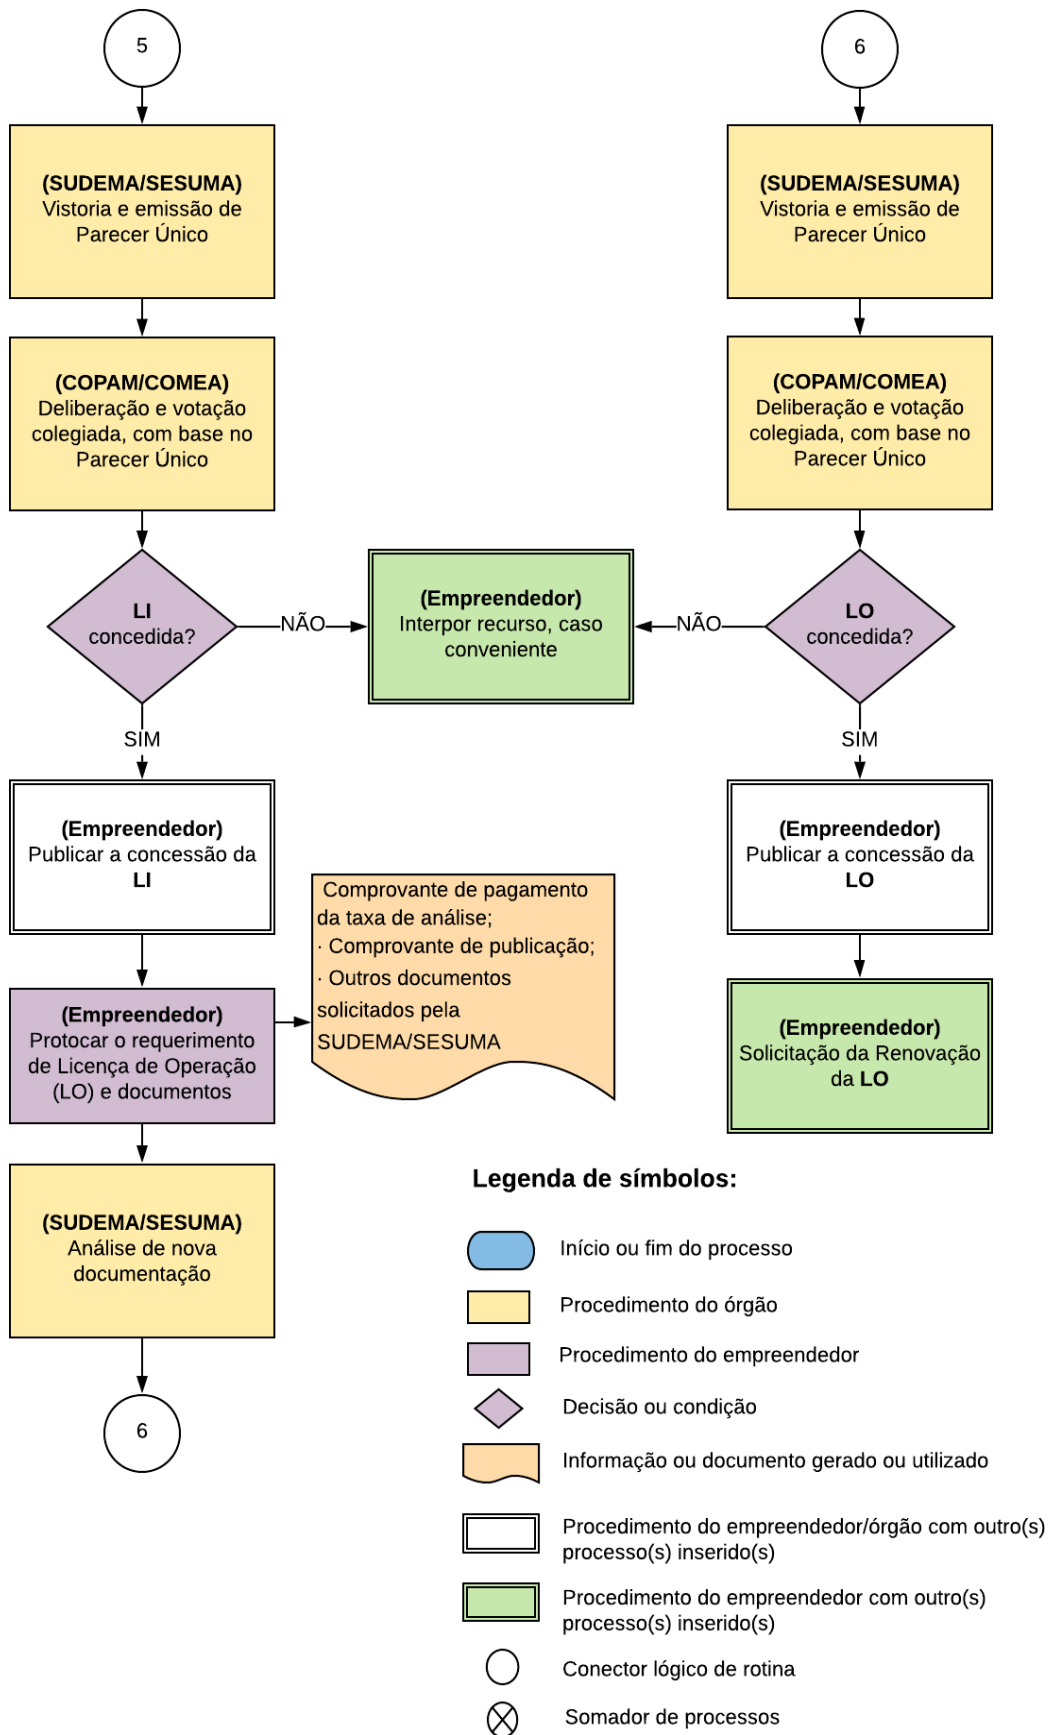 5
(SUDEMA/SESUMA)
Vistoria e emissão de
Parecer Único
(COPAM/COMEA)
Deliberação e votação
colegiada, com base no
Parecer Único
LI
concedida?
NÃO
SIM
(Empreendedor)
Interpor recurso, caso
conveniente
(Empreendedor)
Publicar a concessão da
LI
(Empreendedor)
Protocar o requerimento
de Licença de Operação
(LO) e documentos
Comprovante de pagamento
da taxa de análise;
· Comprovante de publicação;
· Outros documentos
solicitados pela
SUDEMA/SESUMA
(SUDEMA/SESUMA)
Análise de nova
documentação
6
6
(SUDEMA/SESUMA)
Vistoria e emissão de
Parecer Único
(COPAM/COMEA)
Deliberação e votação
colegiada, com base no
Parecer Único
LO
concedida?
NÃO
SIM
(Empreendedor)
Publicar a concessão da
LO
(Empreendedor)
Solicitação da Renovação
da LO
Legenda de símbolos:
Início ou fim do processo
Procedimento do órgão
Procedimento do empreendedor
Decisão ou condição
Informação ou documento gerado ou utilizado
Procedimento do empreendedor/órgão com outro(s)
processo(s) inserido(s)
Procedimento do empreendedor com outro(s)
processo(s) inserido(s)
Conector lógico de rotina
Somador de processos